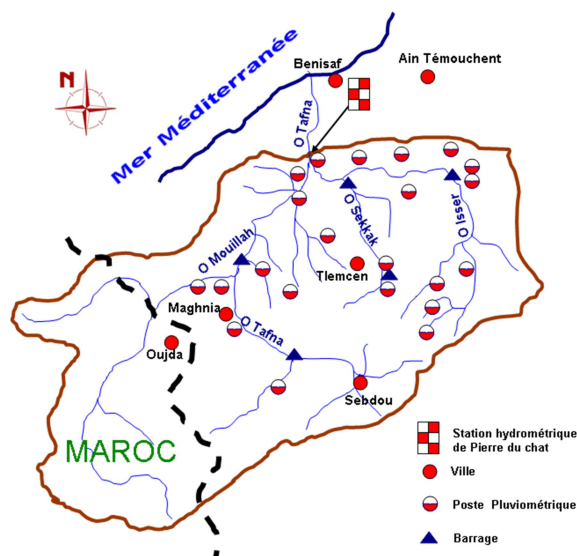 Benisaf
Ain Témouchent
N
Mer Méditerranée
O Tafna
O Sekkak
O Isser
O Mouillah
Tlemcen
Maghnia
O Tafna
Oujda
Sebdou
MAROC
Station hydrométrique
de Pierre du chat
Ville
Poste Pluviométrique
Barrage